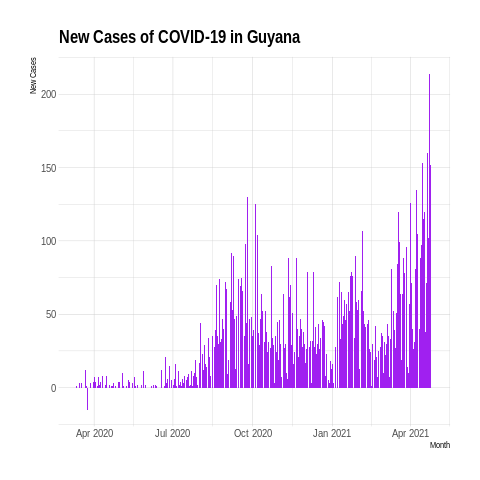 New Cases of COVID-19 in Guyana
New Cases
200
150
100
50
0
Apr 2020
Jul 2020
Oct 2020
Jan 2021
Apr 2021
Month